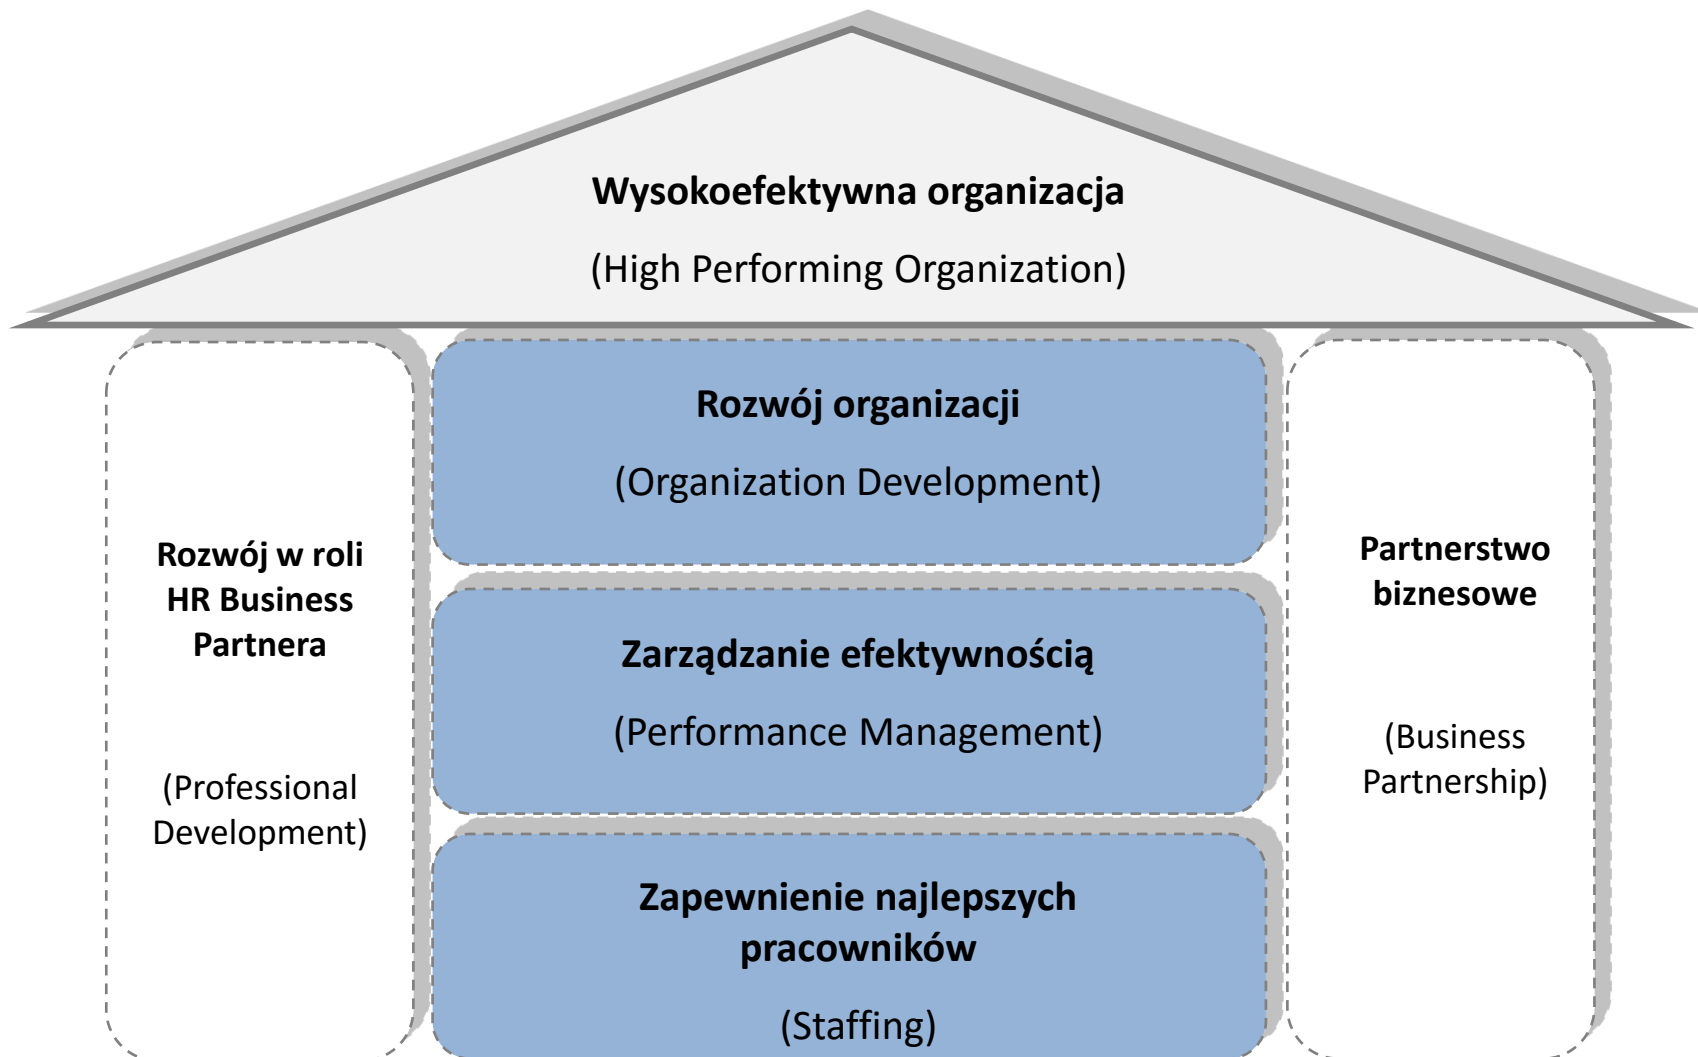 Wysokoefektywna organizacja
(High Performing Organization)
Rozwój w roli
HR Business
Partnera
(Professional
Development)
Rozwój organizacji
(Organization Development)
Zarządzanie efektywnością
(Performance Management)
Zapewnienie najlepszych
pracowników
(Staffing)
Partnerstwo
biznesowe
(Business
Partnership)